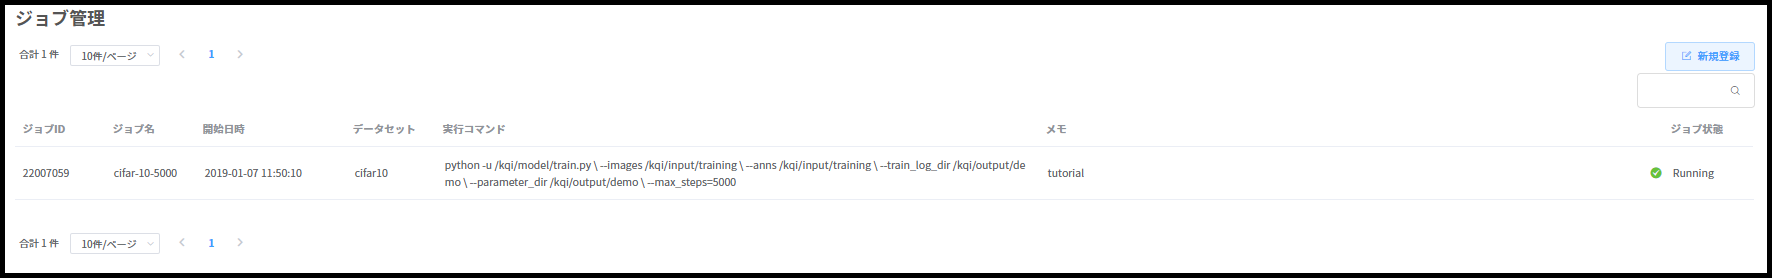 ジョブ管理
合計 1 件 10件/ページ 1
新規登録
ジョブID ジョブ名 開始日時 データセット 実行コマンド メモ ジョブ状態
22007059 cifar-10-5000 2019-01-07 11:50:10 cifar10 python -u /kqi/model/train.py \ --images /kqi/input/training \ --anns /kqi/input/training \ --train_log_dir /kqi/output/de tutorial Running
mo \ --parameter_dir /kqi/output/demo \ --max_steps=5000
合計 1 件 10件/ページ 1